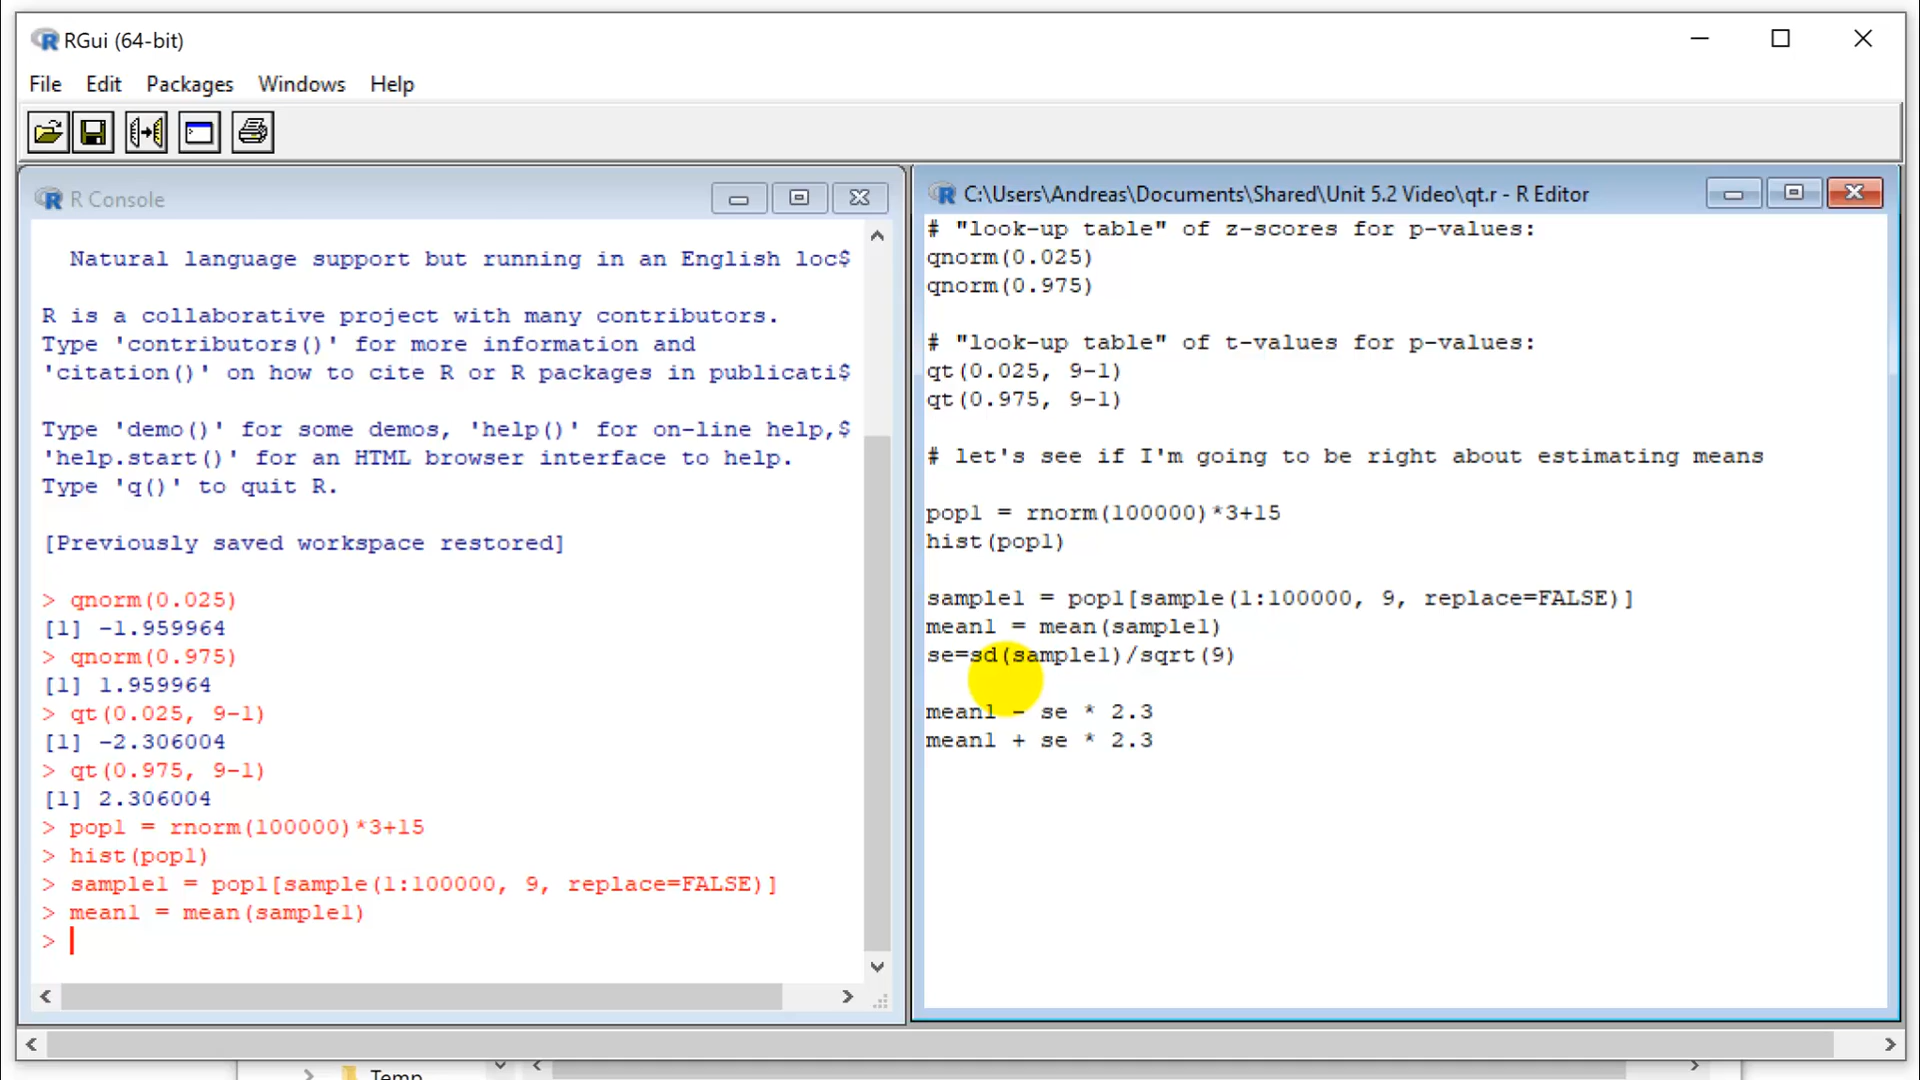 RGui (64-bit)
File Edit Packages Windows Help
R Console
Natural language support but running in an English loc$
R is a collaborative project with many contributors.
Type 'contributors()' for more information and
'citation()' on how to cite R or R packages in publicati$
Type 'demo()' for some demos, 'help()' for on-line help,$
'help.start()' for an HTML browser interface to help.
Type 'q()' to quit R.
[Previously saved workspace restored]
> qnorm(0.025)
[1] -1.959964
> qnorm(0.975)
[1] 1.959964
> qt(0.025, 9-1)
[1] -2.306004
> qt(0.975, 9-1)
[1] 2.306004
> pop1 = rnorm(100000)*3+15
> hist(pop1)
> sample1 = pop1[sample(1:100000, 9, replace=FALSE)]
> mean1 = mean(sample1)
>
C:\Users\Andreas\Documents\Shared\Unit 5.2 Video\qt.r - R Editor
# "look-up table" of z-scores for p-values:
qnorm(0.025)
qnorm(0.975)
# "look-up table" of t-values for p-values:
qt(0.025, 9-1)
qt(0.975, 9-1)
# let's see if I'm going to be right about estimating means
pop1 = rnorm(100000)*3+15
hist(pop1)
sample1 = pop1[sample(1:100000, 9, replace=FALSE)]
mean1 = mean(sample1)
se=sd(sample1)/sqrt(9)
mean1 - se * 2.3
mean1 + se * 2.3
Temp